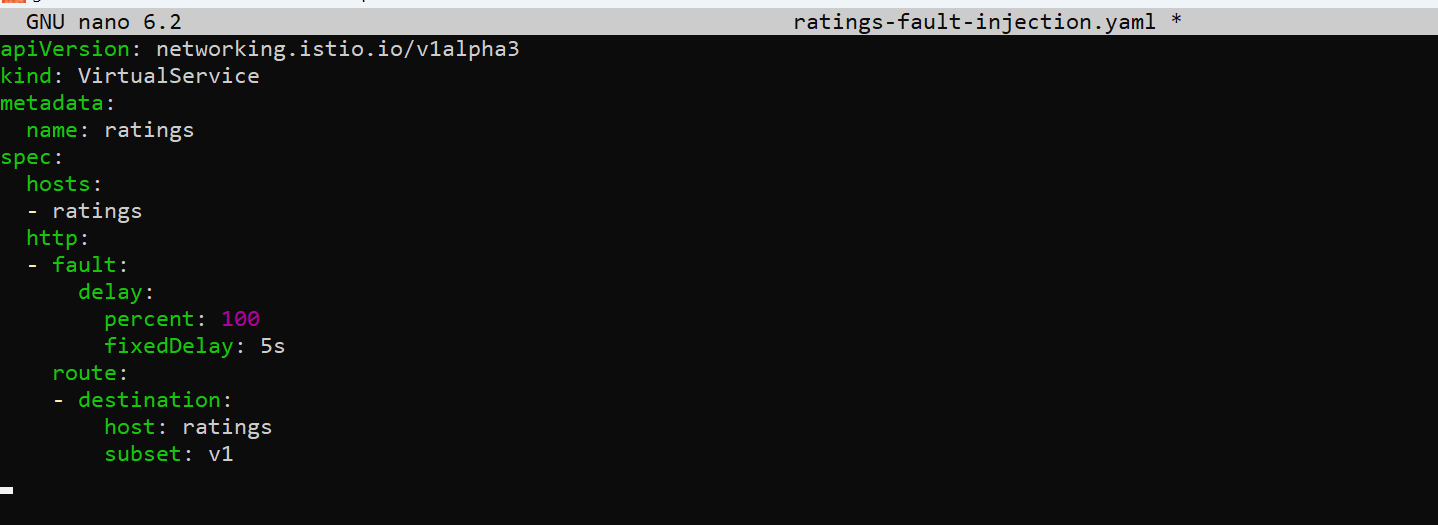 GNU nano 6.2 ratings-fault-injection.yaml *
apiVersion: networking.istio.io/v1alpha3
kind: VirtualService
metadata:
  name: ratings
spec:
  hosts:
  - ratings
  http:
  - fault:
      delay:
        percent: 100
        fixedDelay: 5s
    route:
    - destination:
        host: ratings
        subset: v1